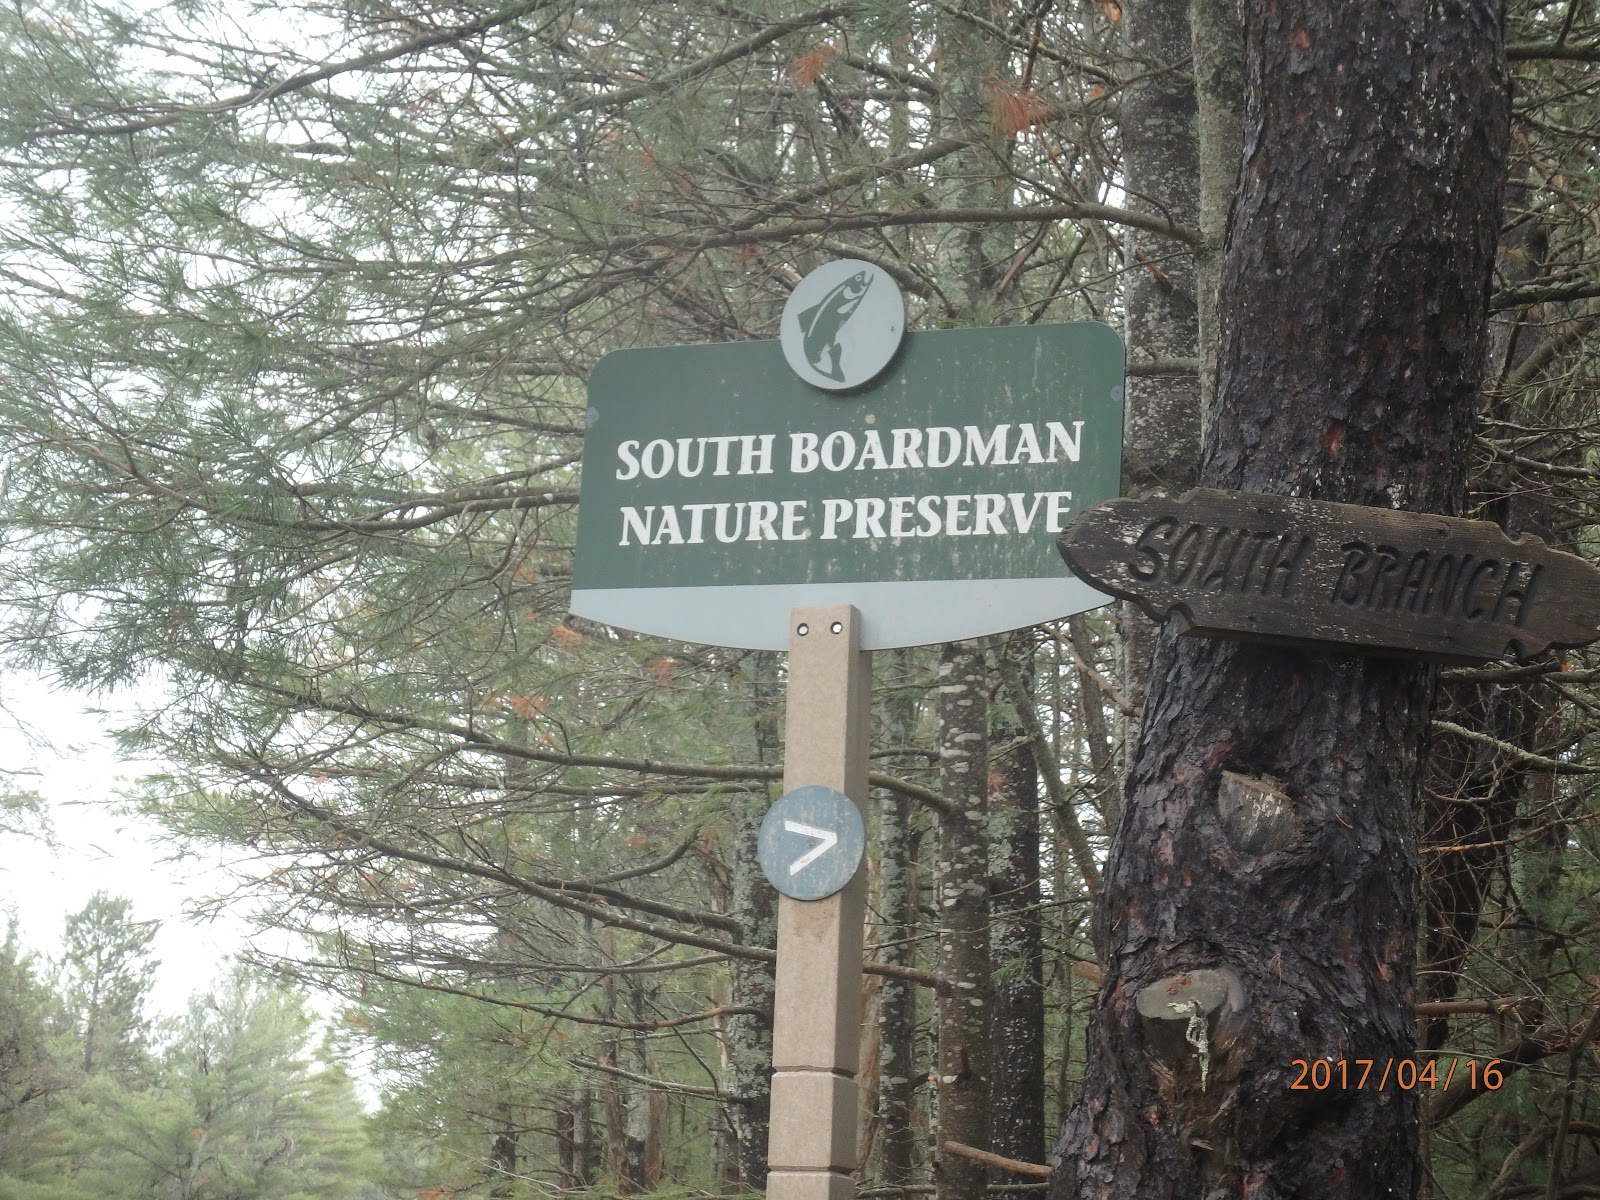 SOUTH BOARDMAN
NATURE PRESERVE
SOUTH BRANCH
>
2017/04/16